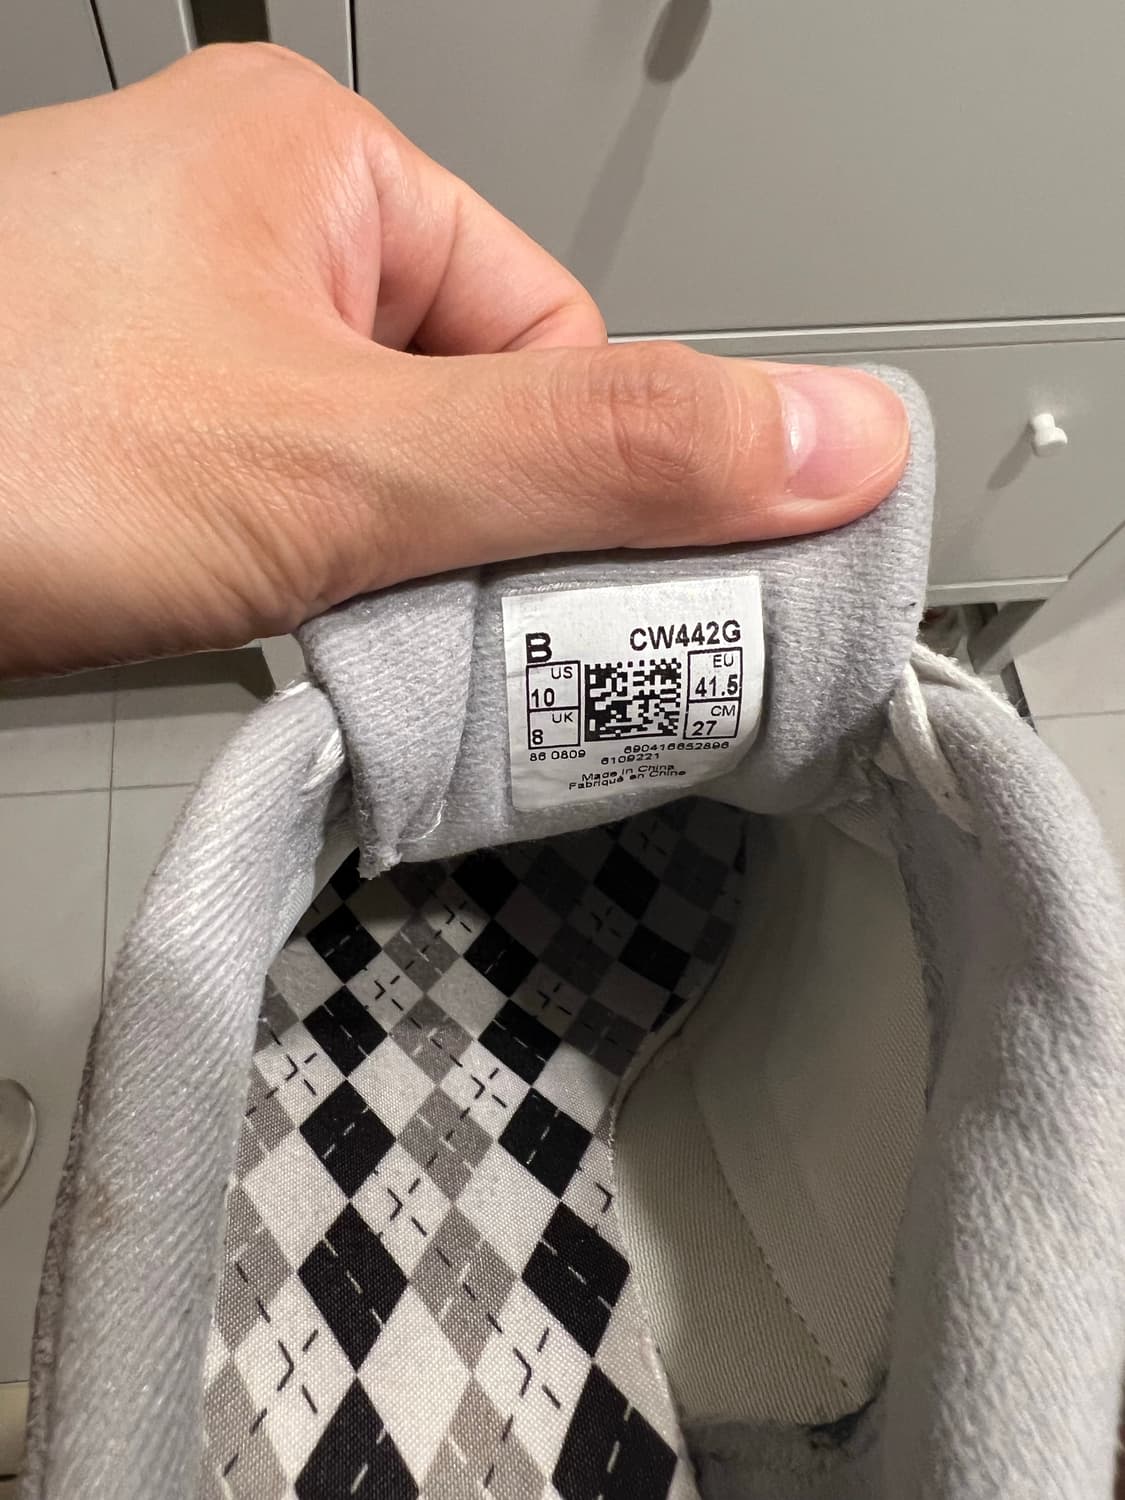 B CW442G
US EU
10 41.5
UK CM
8 27
86 0809 690416652896
6109221
Made in China
Fabriqué en Chine